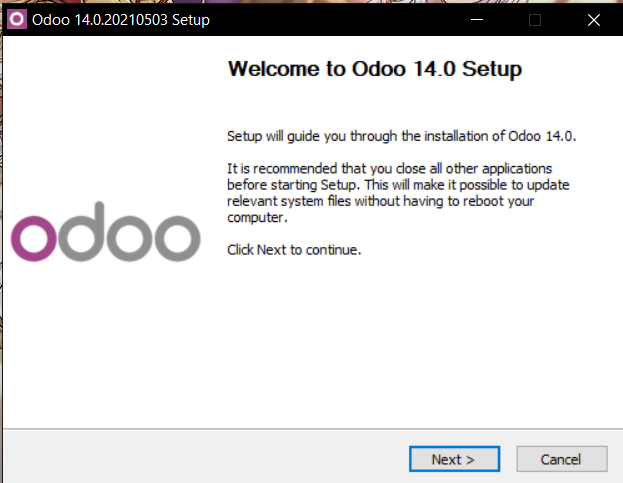 Odoo 14.0.20210503 Setup
Welcome to Odoo 14.0 Setup
Setup will guide you through the installation of Odoo 14.0.
It is recommended that you close all other applications
before starting Setup. This will make it possible to update
relevant system files without having to reboot your
computer.
odoo
Click Next to continue.
Next >
Cancel